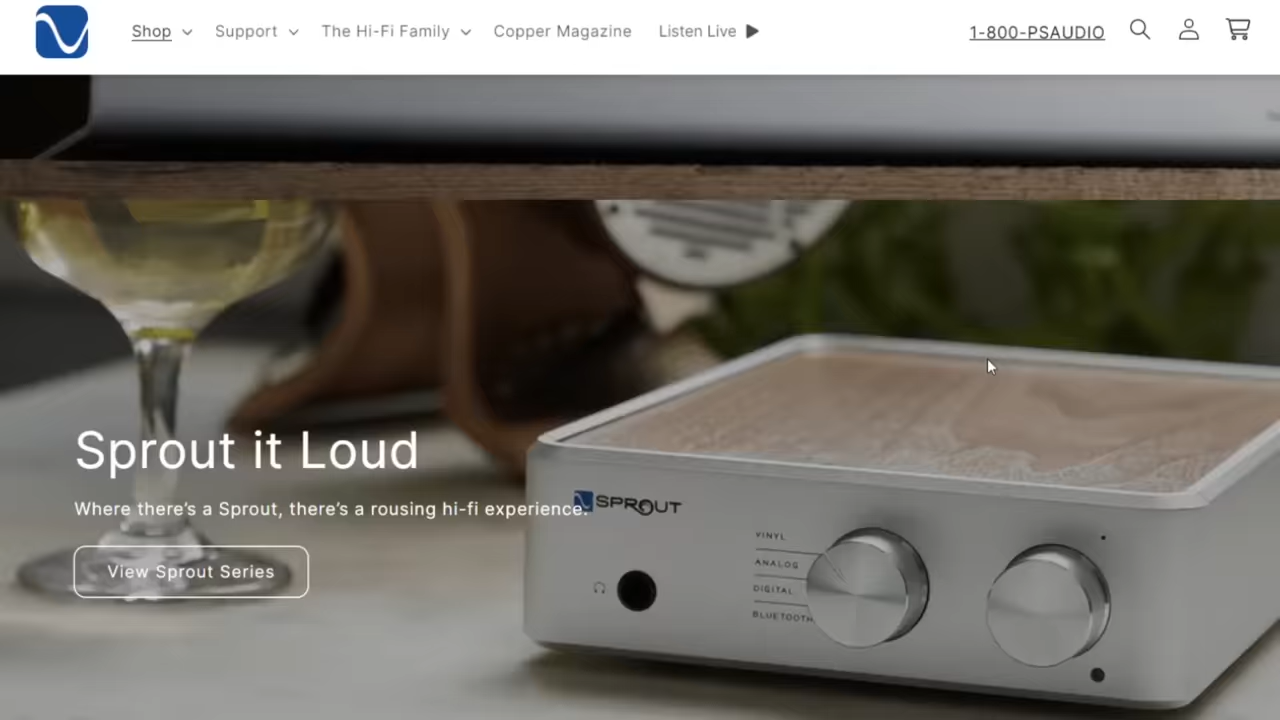 Shop
Support
The Hi-Fi Family
Copper Magazine
Listen Live
1-800-PSAUDIO
Sprout it Loud
Where there's a Sprout, there's a rousing hi-fi experience.
View Sprout Series
SPROUT
VINYL
ANALOG
DIGITAL
BLUETOOTH